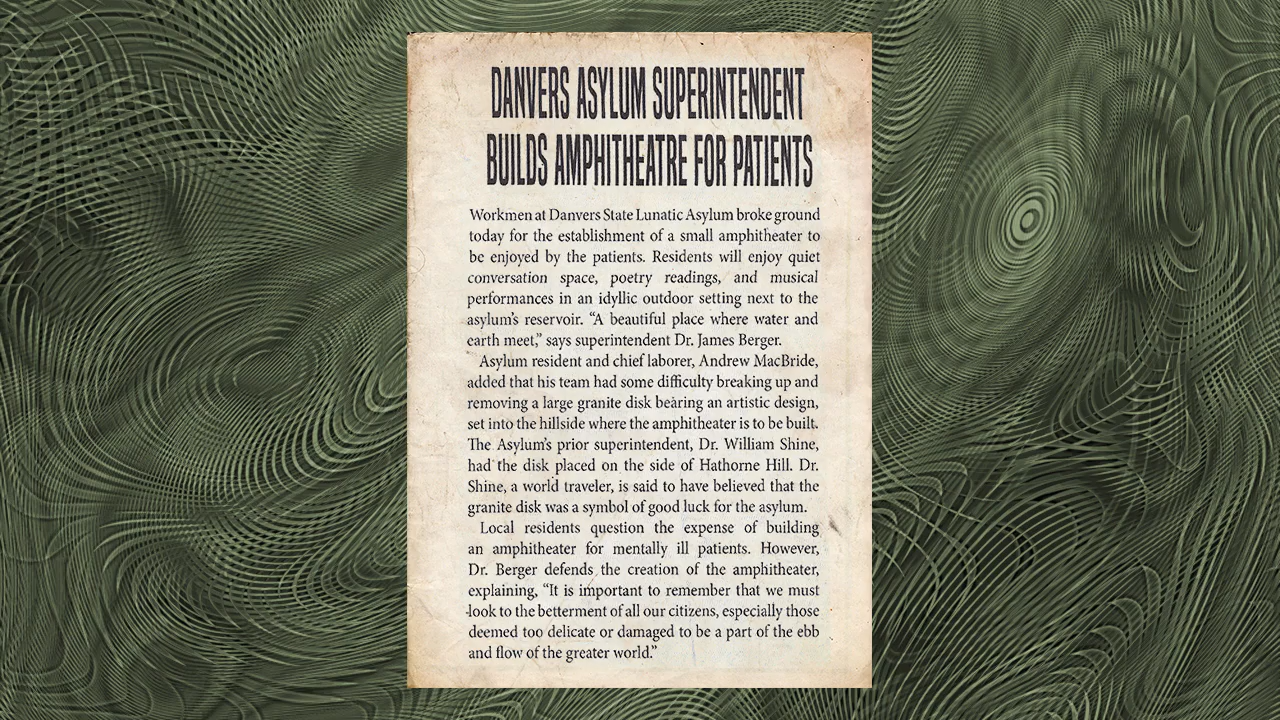 DANVERS ASYLUM SUPERINTENDENT
BUILDS AMPHITHEATRE FOR PATIENTS
Workmen at Danvers State Lunatic Asylum broke ground
today for the establishment of a small amphitheater to
be enjoyed by the patients. Residents will enjoy quiet
conversation space, poetry readings, and musical
performances in an idyllic outdoor setting next to the
asylum's reservoir. “A beautiful place where water and
earth meet,” says superintendent Dr. James Berger.
Asylum resident and chief laborer, Andrew MacBride,
added that his team had some difficulty breaking up and
removing a large granite disk bearing an artistic design,
set into the hillside where the amphitheater is to be built.
The Asylum's prior superintendent, Dr. William Shine,
had the disk placed on the side of Hathorne Hill. Dr.
Shine, a world traveler, is said to have believed that the
granite disk was a symbol of good luck for the asylum.
Local residents question the expense of building
an amphitheater for mentally ill patients. However,
Dr. Berger defends the creation of the amphitheater,
explaining, “It is important to remember that we must
look to the betterment of all our citizens, especially those
deemed too delicate or damaged to be a part of the ebb
and flow of the greater world.”